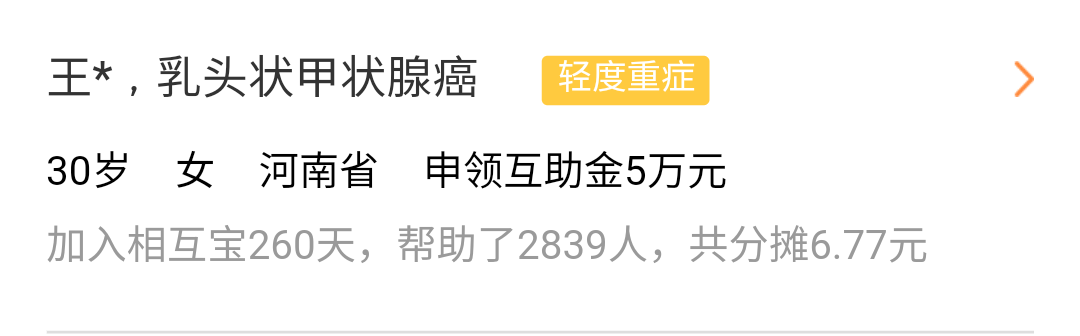 王*，乳头状甲状腺癌 轻度重症
30岁 女 河南省 申领互助金5万元
加入相互宝260天，帮助了2839人，共分摊6.77元